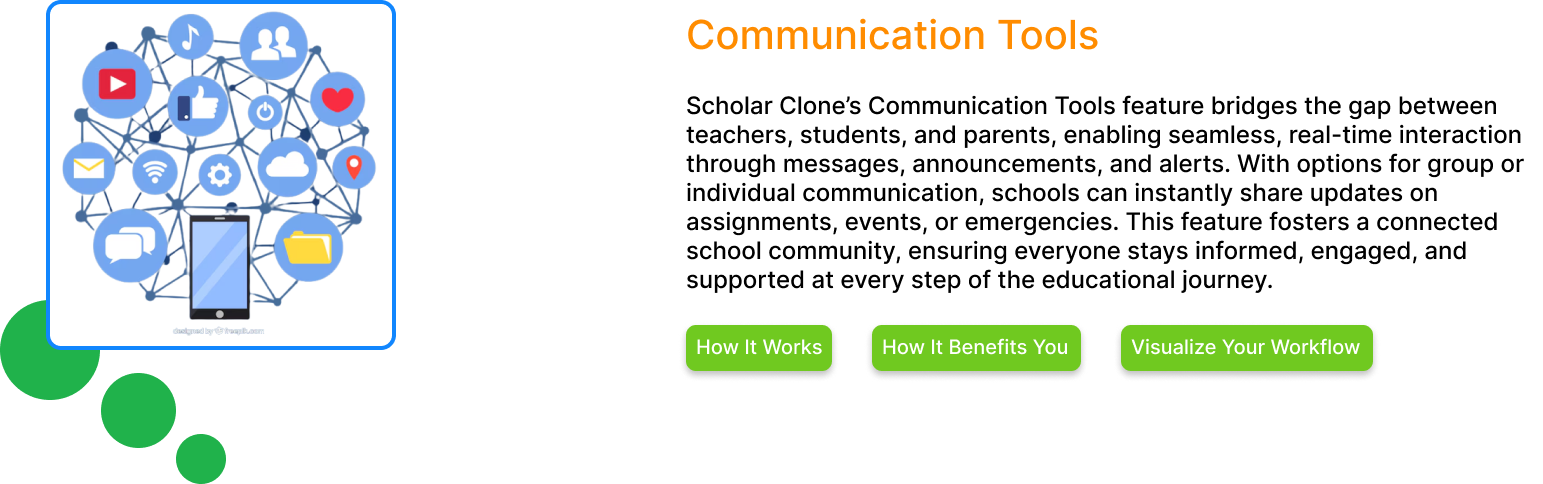 Communication Tools
Scholar Clone’s Communication Tools feature bridges the gap between
teachers, students, and parents, enabling seamless, real-time interaction
through messages, announcements, and alerts. With options for group or
individual communication, schools can instantly share updates on
assignments, events, or emergencies. This feature fosters a connected
school community, ensuring everyone stays informed, engaged, and
supported at every step of the educational journey.
designed by freepik.com
How It Works
How It Benefits You
Visualize Your Workflow